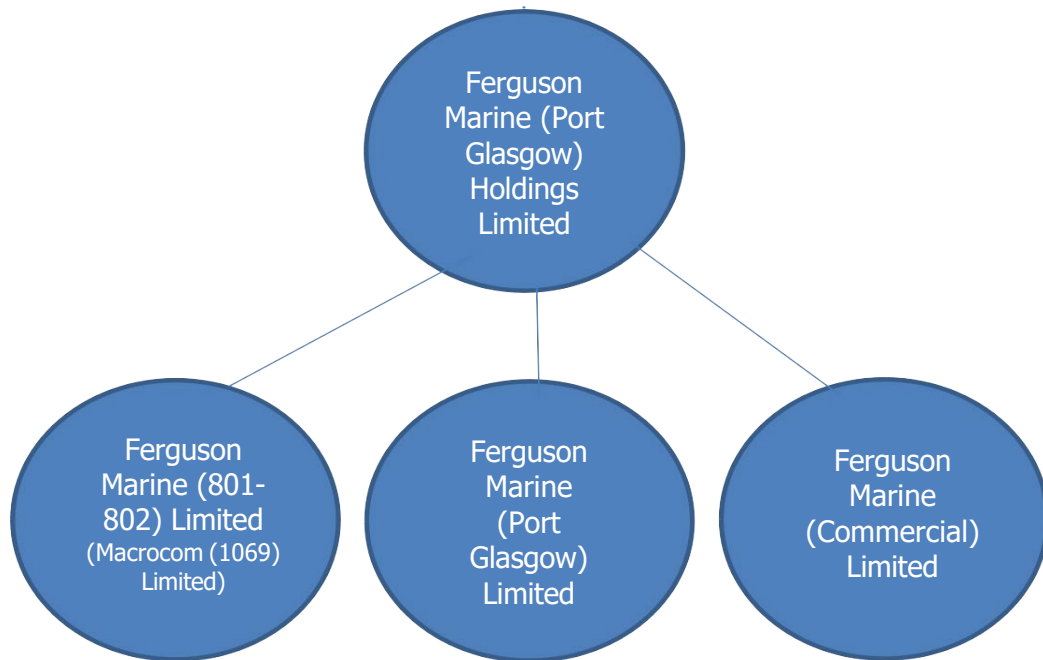 Ferguson
Marine (Port
Glasgow)
Holdings
Limited
Ferguson
Marine (801-
802) Limited
(Macrocom (1069)
Limited)
Ferguson
Marine
(Port
Glasgow)
Limited
Ferguson
Marine
(Commercial)
Limited